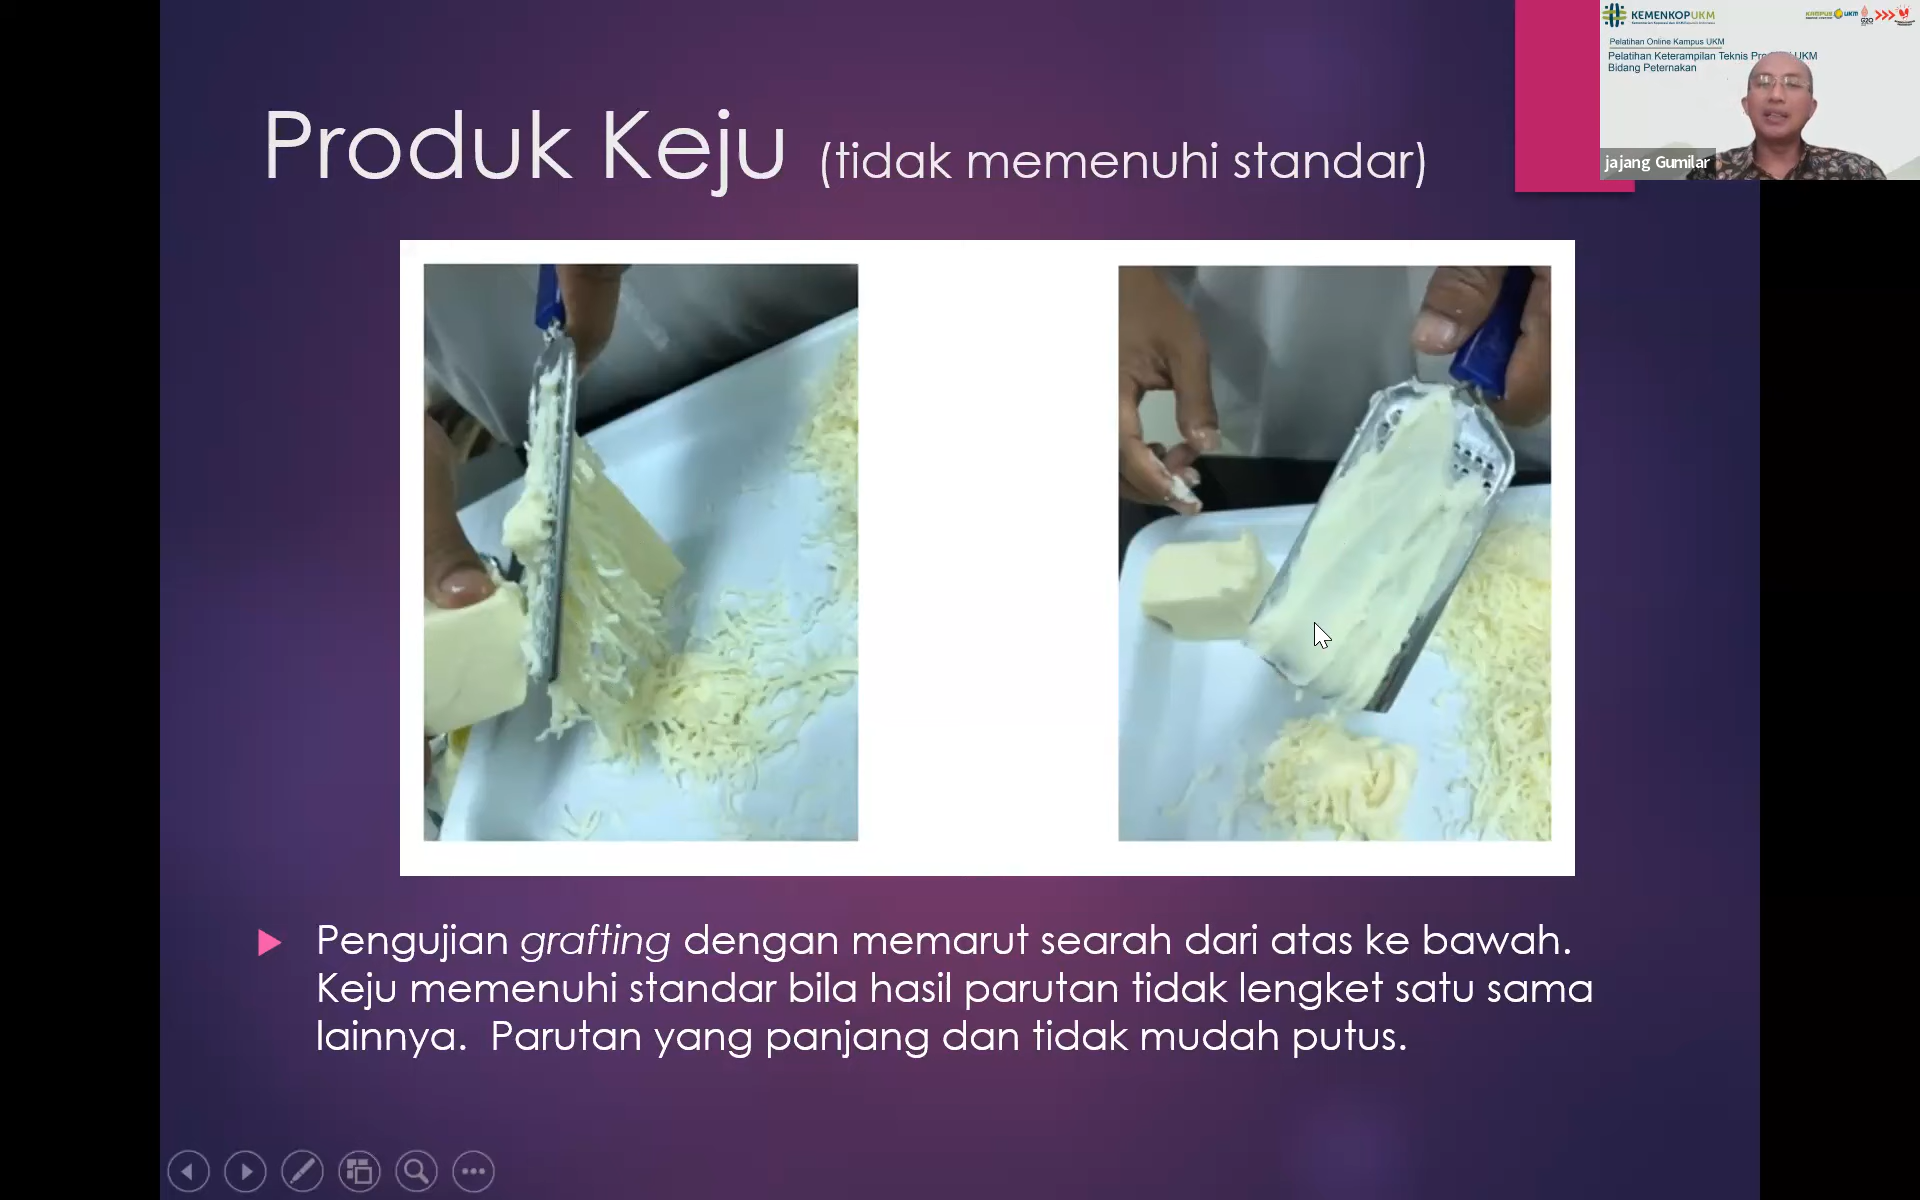 Produk Keju (tidak memenuhi standar)
Pengujian grafting dengan memarut searah dari atas ke bawah.
Keju memenuhi standar bila hasil parutan tidak lengket satu sama
lainnya. Parutan yang panjang dan tidak mudah putus.
KEMENKOPUKM
Pelatihan Online Kampus UKM
Pelatihan Keterampilan Teknis UKM
Bidang Peternakan
jajang Gumilar